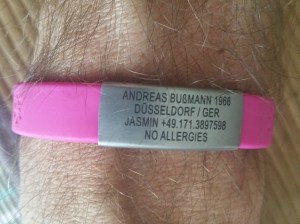 ANDREAS BUßMANN 1966
DÜSSELDORF / GER
JASMIN +49.171.3897598
NO ALLERGIES